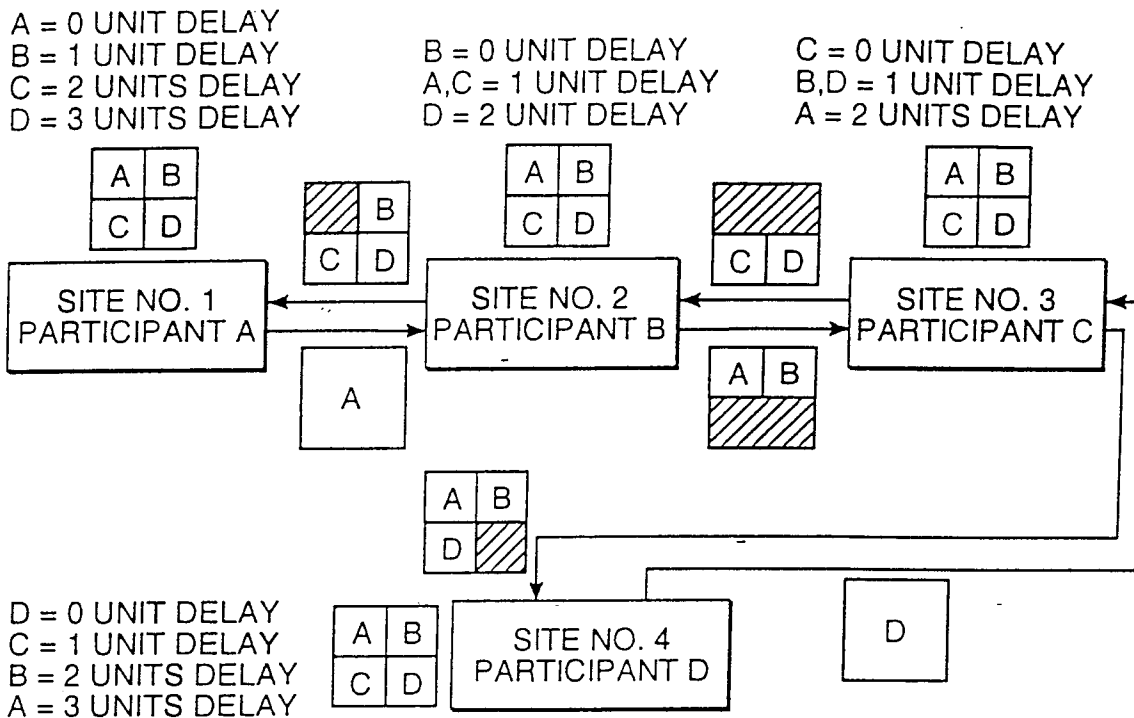 A = 0 UNIT DELAY
B = 1 UNIT DELAY
C = 2 UNITS DELAY
D = 3 UNITS DELAY
B = 0 UNIT DELAY
A,C = 1 UNIT DELAY
D = 2 UNIT DELAY
C = 0 UNIT DELAY
B,D = 1 UNIT DELAY
A = 2 UNITS DELAY
A B
C D
B
C D
A B
C D
C D
A B
C D
SITE NO. 1
PARTICIPANT A
SITE NO. 2
PARTICIPANT B
SITE NO. 3
PARTICIPANT C
A
A B
A B
D
D = 0 UNIT DELAY
C = 1 UNIT DELAY
B = 2 UNITS DELAY
A = 3 UNITS DELAY
A B
C D
SITE NO. 4
PARTICIPANT D
D